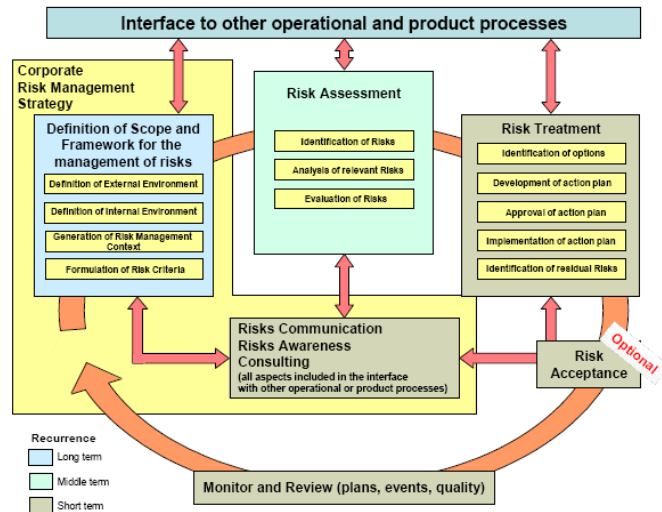 Interface to other operational and product processes
Corporate
Risk Management
Strategy
Definition of Scope and
Framework for the
management of risks
Definition of External Environment
Definition of Internal Environment
Generation of Risk Management
Context
Formulation of Risk Criteria
Risk Assessment
Identification of Risks
Analysis of relevant Risks
Evaluation of Risks
Risk Treatment
Identification of options
Development of action plan
Approval of action plan
Implementation of action plan
Identification of residual Risks
Risks Communication
Risks Awareness
Consulting
(all aspects included in the interface
with other operational or product processes)
Optional
Risk
Acceptance
Recurrence
Long term
Middle term
Short term
Monitor and Review (plans, events, quality)